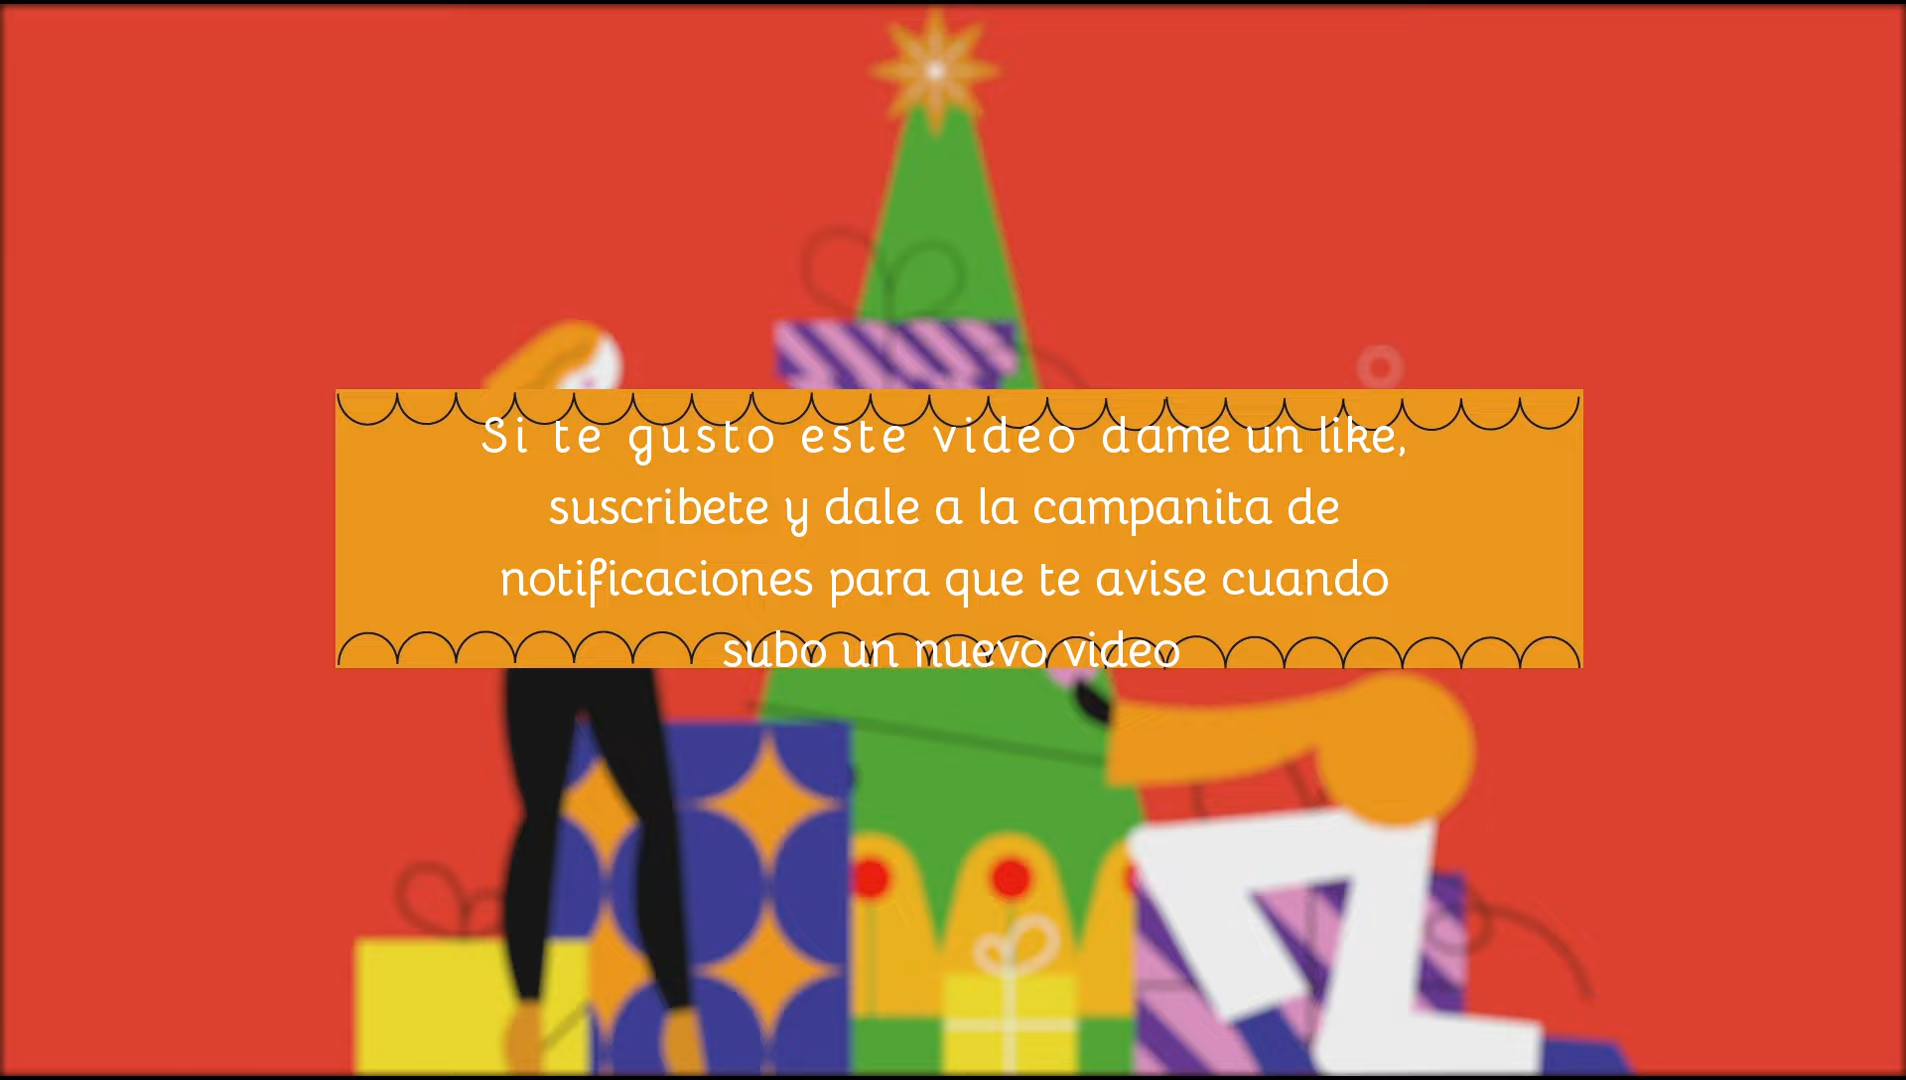 Si te gusto este video dame un like,
suscribete y dale a la campanita de
notificaciones para que te avise cuando
subo un nuevo video